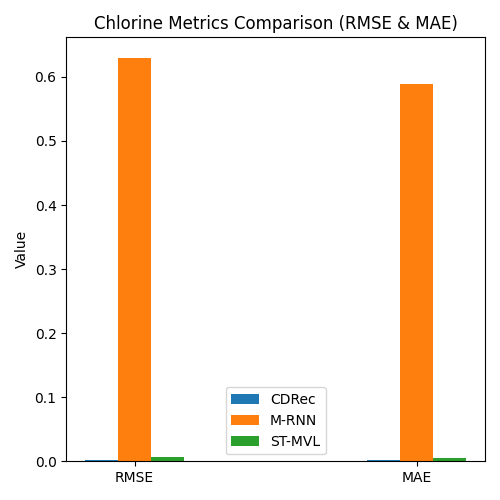 Chlorine Metrics Comparison (RMSE & MAE)
Value
0.6
0.5
0.4
0.3
0.2
0.1
0.0
CDRec
M-RNN
ST-MVL
RMSE
MAE